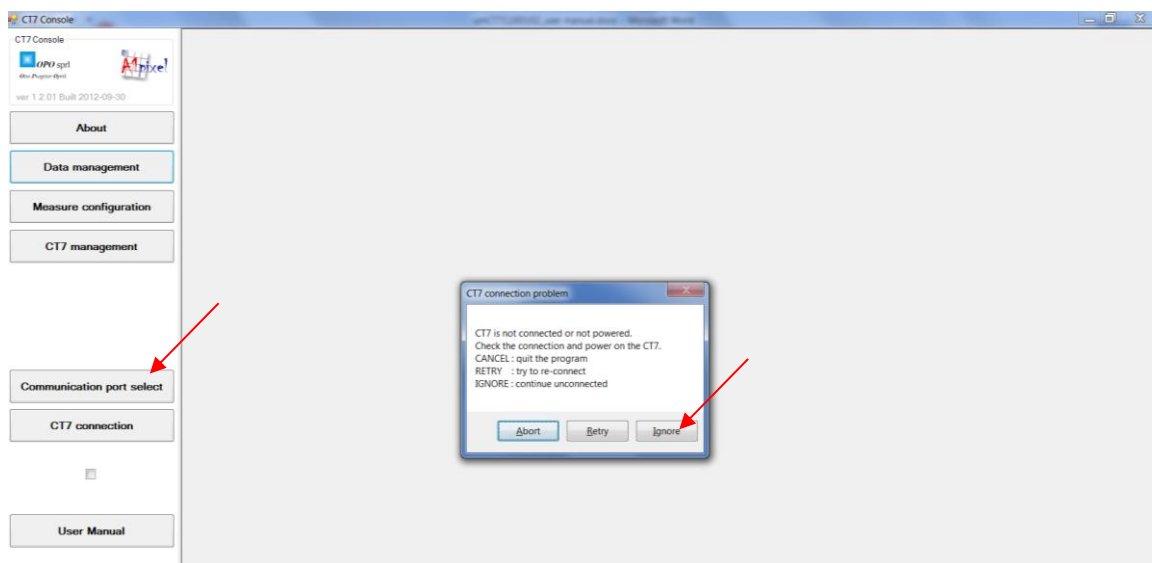 CT7 Console
CT7 Console
OPO sprl
A1pixel
ver 1.2.01 Built 2012-09-30
About
Data management
Measure configuration
CT7 management
Communication port select
CT7 connection
User Manual
CT7 connection problem
CT7 is not connected or not powered.
Check the connection and power on the CT7.
CANCEL : quit the program
RETRY : try to re-connect
IGNORE : continue unconnected
Abort
Retry
Ignore